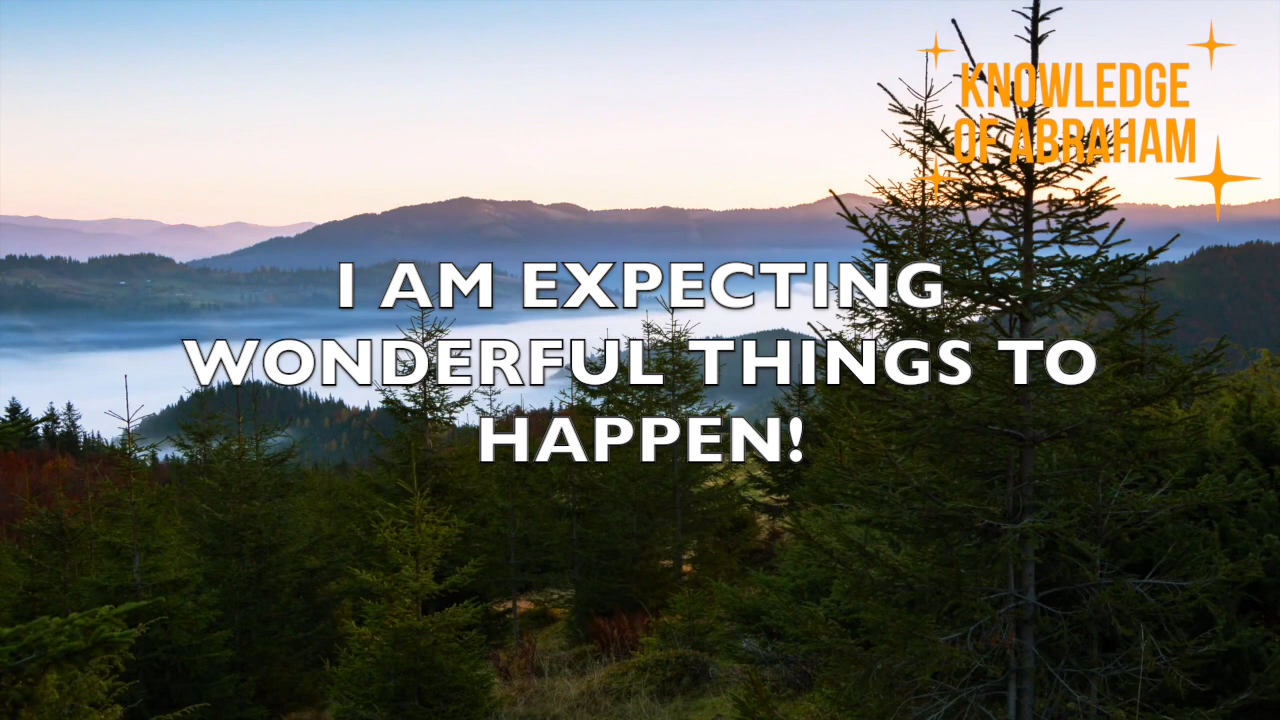 KNOWLEDGE
OF ABRAHAM
I AM EXPECTING
WONDERFUL THINGS TO
HAPPEN!